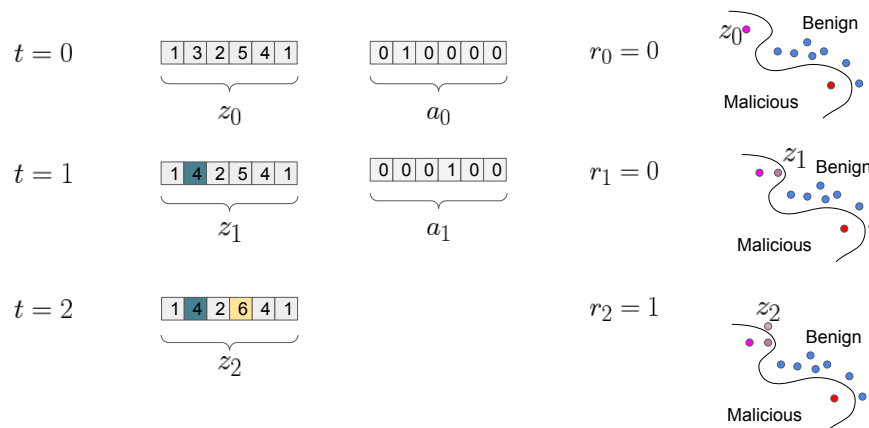 t = 0
1 3 2 5 4 1
z₀
0 1 0 0 0 0
a₀
r₀ = 0
z₀
Benign
Malicious
t = 1
1 4 2 5 4 1
z₁
0 0 0 1 0 0
a₁
r₁ = 0
z₁
Benign
Malicious
t = 2
1 4 2 6 4 1
z₂
r₂ = 1
z₂
Benign
Malicious